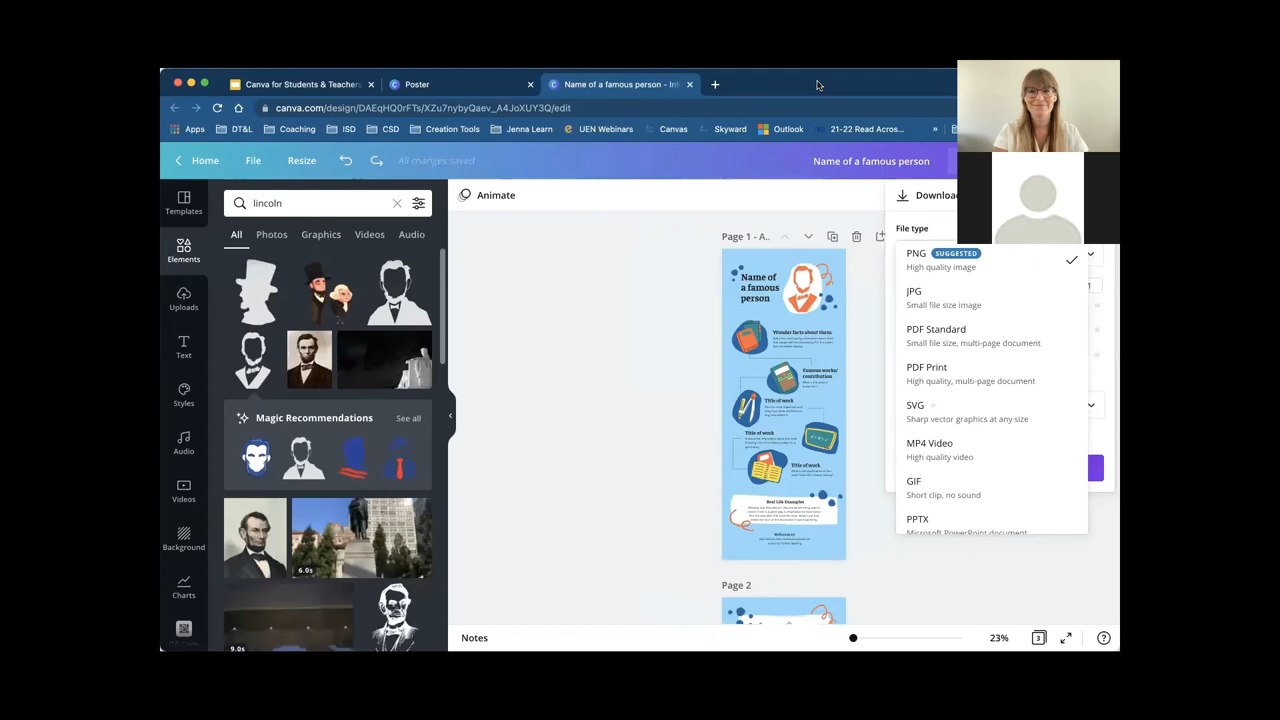 Canva for Students & Teachers
Poster
Name of a famous person - Inf
canva.com/design/DAEqHQ0rFTs/XZu7nybyQaev_A4JoXUY3Q/edit
Apps
DT&L
Coaching
ISD
CSD
Creation Tools
Jenna Learn
UEN Webinars
Canvas
Skyward
Outlook
21-22 Read Acros...
»
Home
File
Resize
All changes saved
Name of a famous person
Templates
Elements
Uploads
Text
Styles
Audio
Videos
Background
Charts
lincoln
All
Photos
Graphics
Videos
Audio
Magic Recommendations
See all
6.0s
9.0s
Animate
Page 1 - A..
Name of
a famous
person
Wonder facts about them:
Famous works/
contribution
Title of work
Title of work
Title of work
Real Life Examples
References
Page 2
Download
File type
PNG SUGGESTED
High quality image
JPG
Small file size image
PDF Standard
Small file size, multi-page document
PDF Print
High quality, multi-page document
SVG
Sharp vector graphics at any size
MP4 Video
High quality video
GIF
Short clip, no sound
PPTX
Microsoft PowerPoint document
1
Notes
23%
3
?